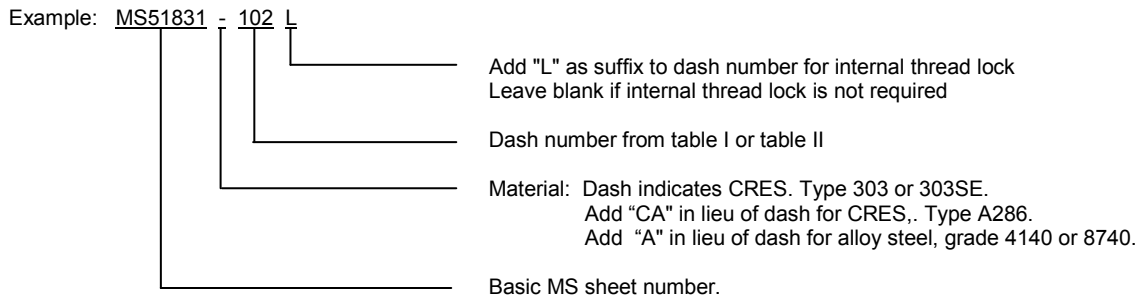 Example: MS51831 - 102 L
Add "L" as suffix to dash number for internal thread lock
Leave blank if internal thread lock is not required
Dash number from table I or table II
Material: Dash indicates CRES. Type 303 or 303SE.
Add “CA" in lieu of dash for CRES,. Type A286.
Add “A" in lieu of dash for alloy steel, grade 4140 or 8740.
Basic MS sheet number.